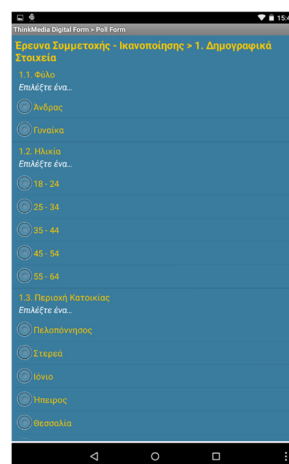 15:4
ThinkMedia Digital Form > Poll Form
Έρευνα Συμμετοχής - Ικανοποίησης > 1. Δημογραφικά
Στοιχεία
1.1. Φύλο
Επιλέξτε ένα...
Άνδρας
Γυναίκα
1.2. Ηλικία
Επιλέξτε ένα...
18 - 24
25 - 34
35 - 44
45 - 54
55 - 64
1.3. Περιοχή Κατοικίας
Επιλέξτε ένα...
Πελοπόννησος
Στερεά
Ιόνιο
Ήπειρος
Θεσσαλία